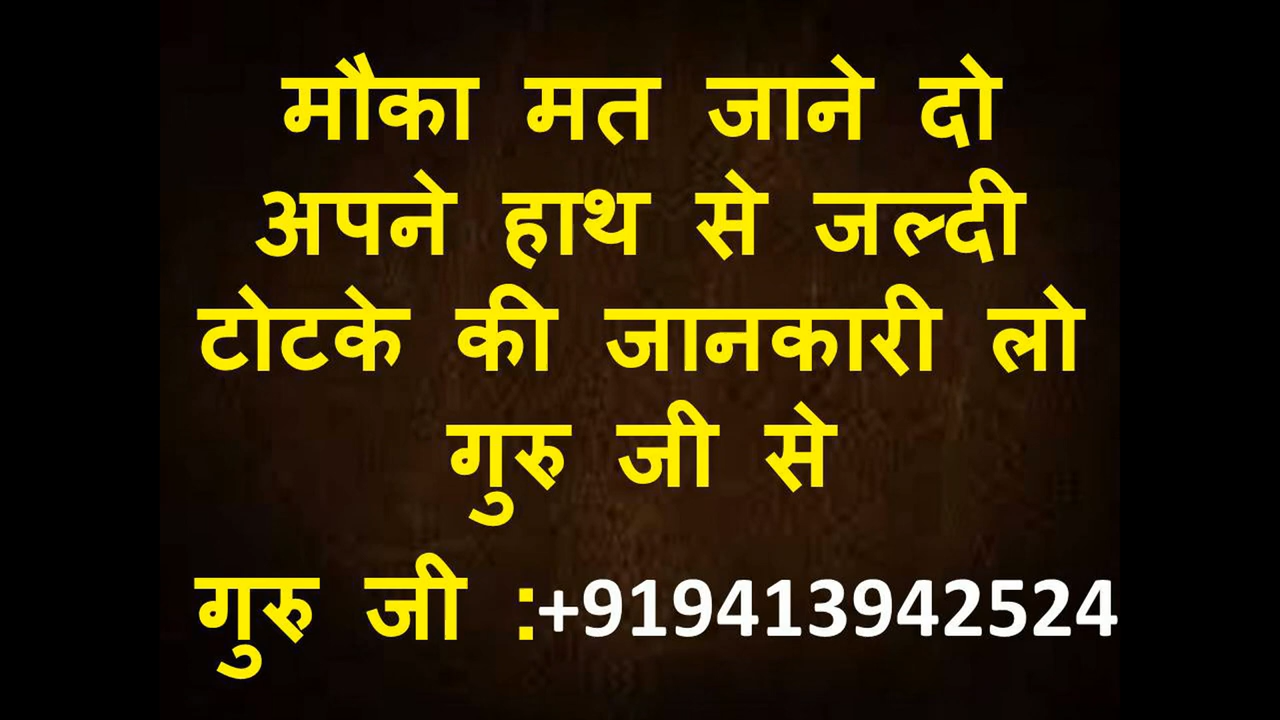 मौका मत जाने दो
अपने हाथ से जल्दी
टोटके की जानकारी लो
गुरु जी से
गुरु जी :+919413942524